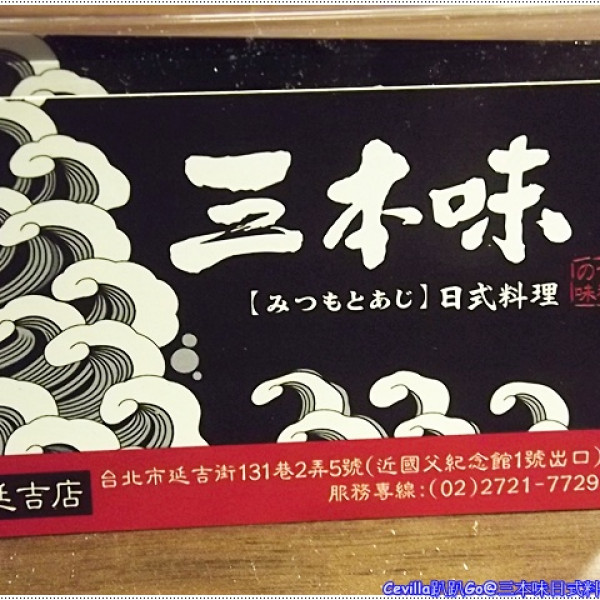 三本味
【みつもとあじ】日式料理
の味
延吉店
台北市延吉街131巷2弄5號(近國父紀念館1號出口)
服務專線:(02)2721-7729
Cevilla趴趴Go@三本味日式料